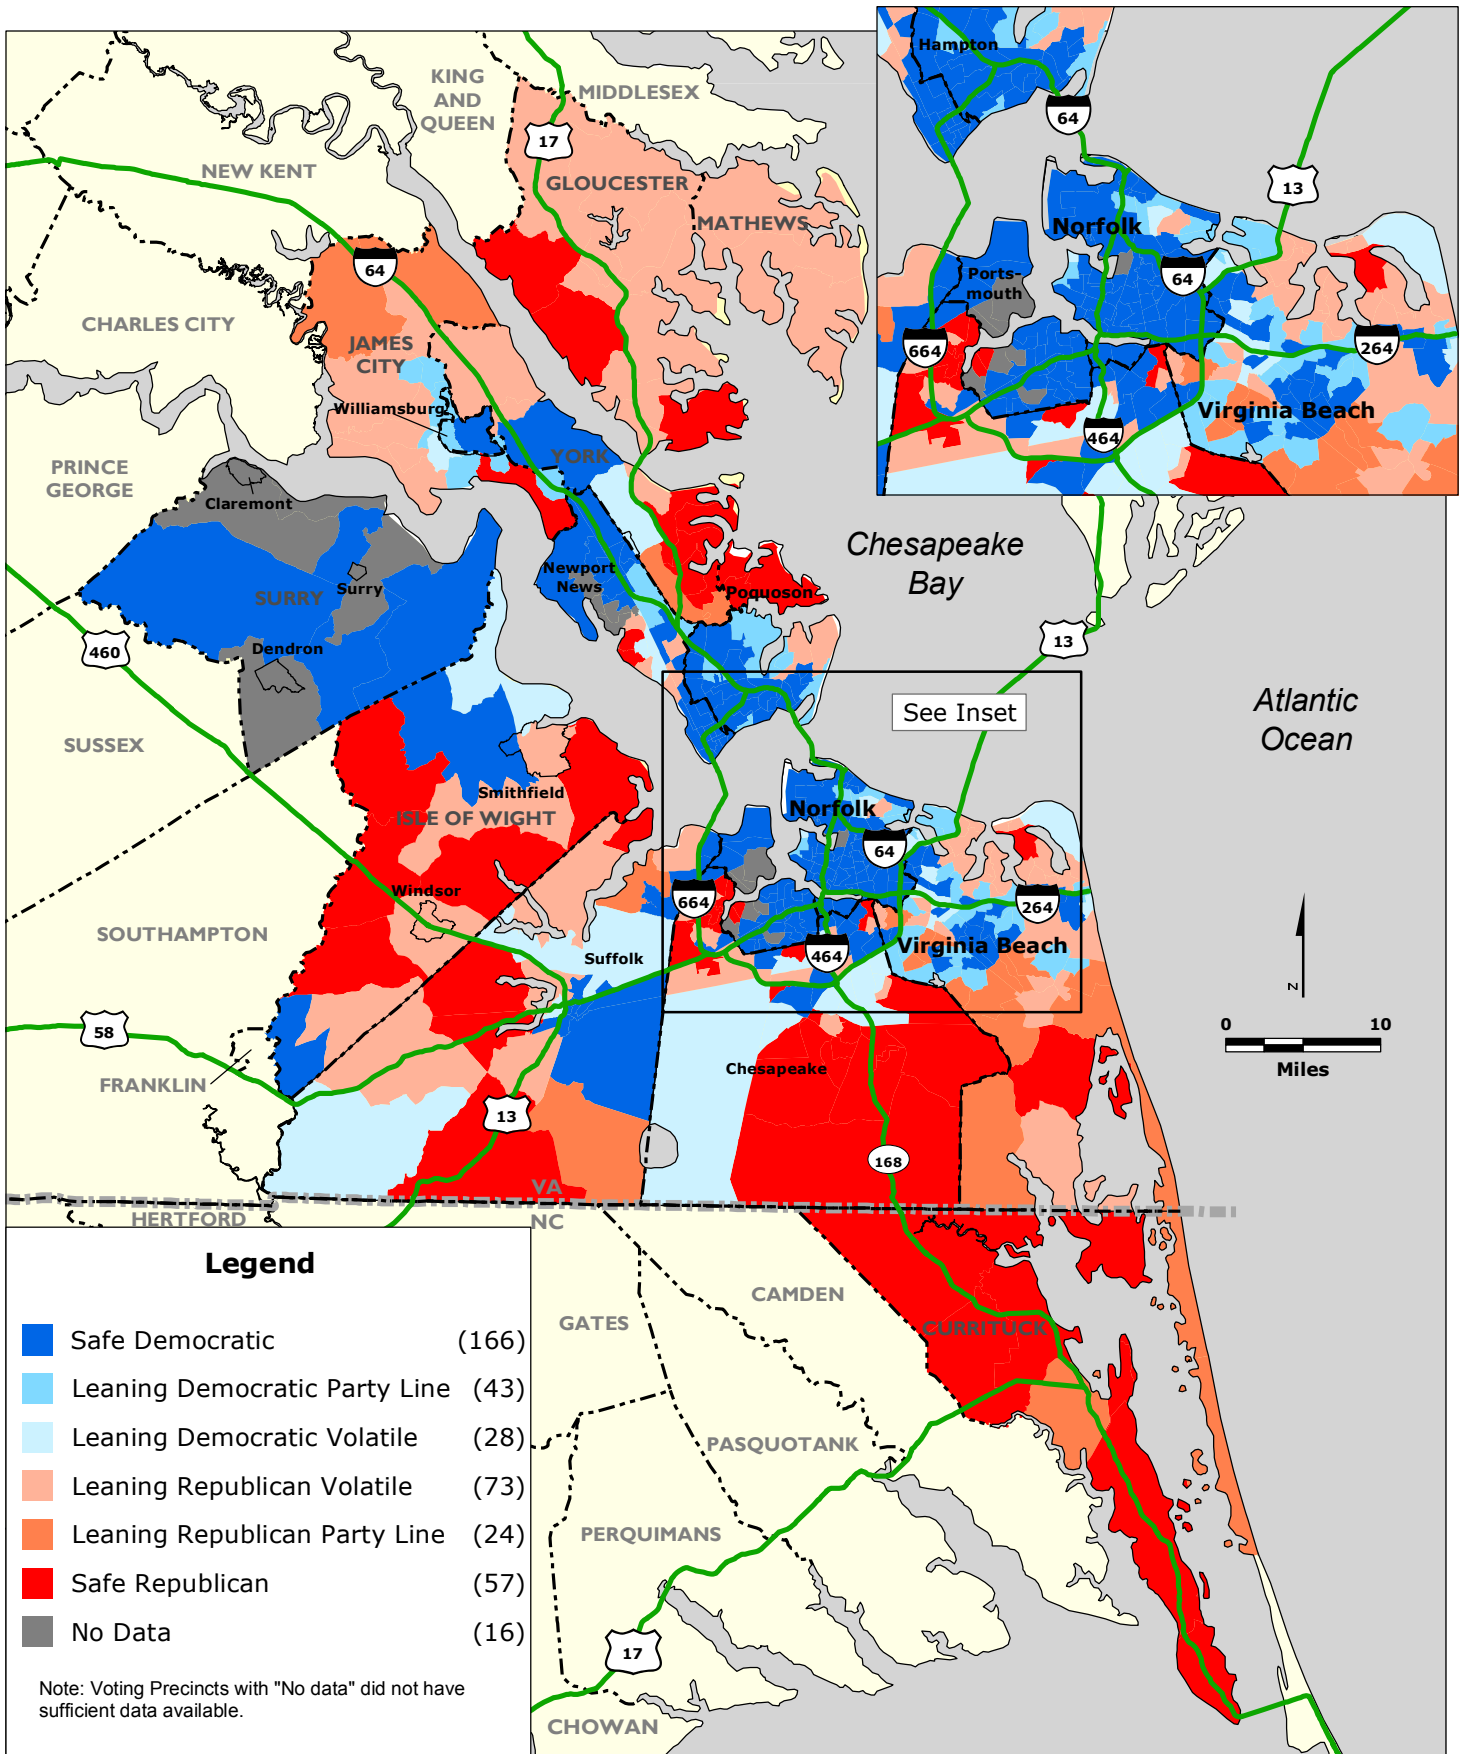 KING
AND
QUEEN
MIDDLESEX
17
NEW KENT
GLOUCESTER
MATHEWS
64
CHARLES CITY
JAMES
CITY
Williamsburg
YORK
PRINCE
GEORGE
Claremont
Newport
News
Poquoson
SURRY
Surry
Dendron
460
SUSSEX
Smithfield
ISLE OF WIGHT
Windsor
SOUTHAMPTON
Suffolk
58
FRANKLIN
13
Chesapeake
168
VA
NC
HERTFORD
Hampton
64
13
Norfolk
64
Ports-
mouth
664
264
Virginia Beach
464
Chesapeake
Bay
13
See Inset
Atlantic
Ocean
Norfolk
64
664
264
464
Virginia Beach
N
0 10
Miles
CAMDEN
GATES
CURRITUCK
PASQUOTANK
PERQUIMANS
17
CHOWAN
Legend
Safe Democratic (166)
Leaning Democratic Party Line (43)
Leaning Democratic Volatile (28)
Leaning Republican Volatile (73)
Leaning Republican Party Line (24)
Safe Republican (57)
No Data (16)
Note: Voting Precincts with "No data" did not have
sufficient data available.